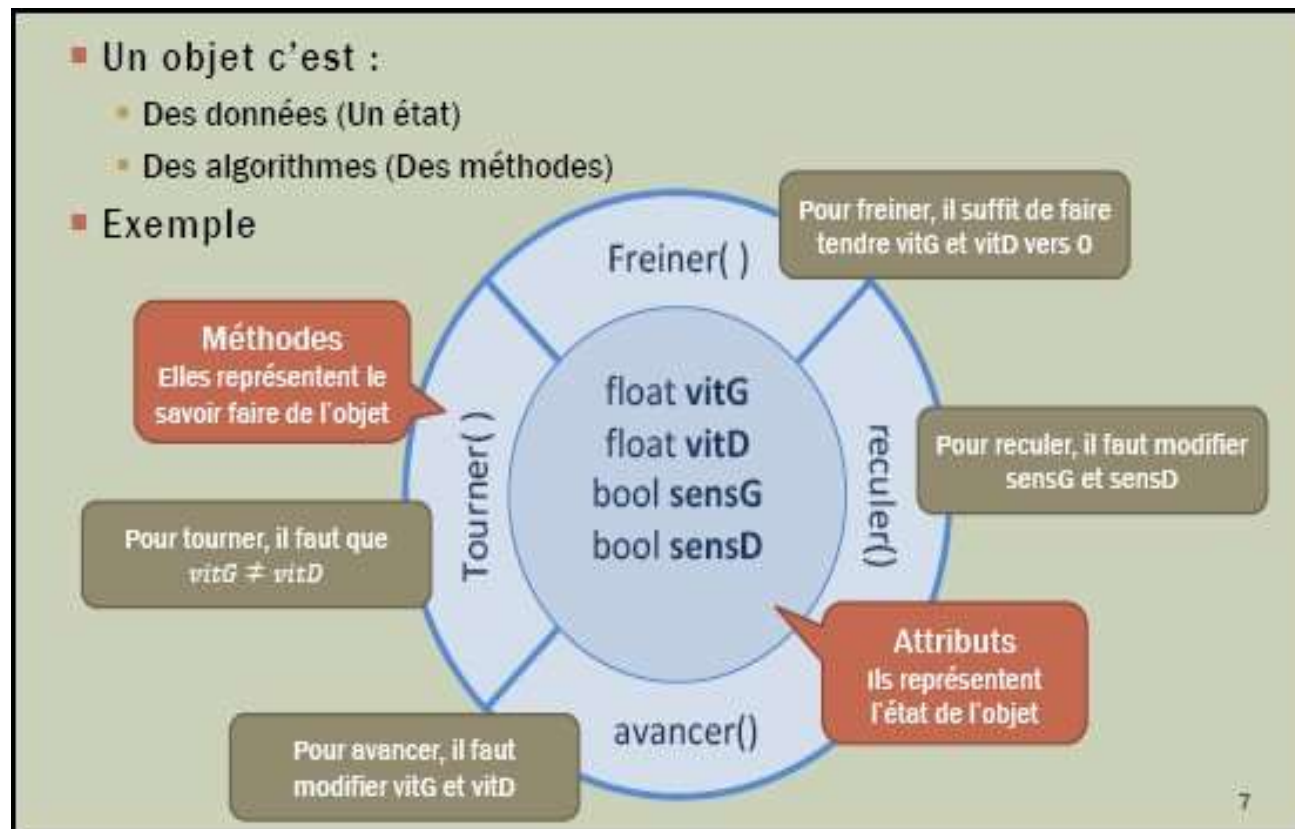 Un objet c'est :
Des données (Un état)
Des algorithmes (Des méthodes)
Exemple
Pour freiner, il suffit de faire
tendre vitG et vitD vers 0
Freiner( )
Méthodes
Elles représentent le
savoir faire de l'objet
float vitG
float vitD
bool sensG
bool sensD
Tourner( )
reculer()
Pour reculer, il faut modifier
sensG et sensD
Pour tourner, il faut que
vitG ≠ vitD
Attributs
Ils représentent
l'état de l'objet
avancer()
Pour avancer, il faut
modifier vitG et vitD
7